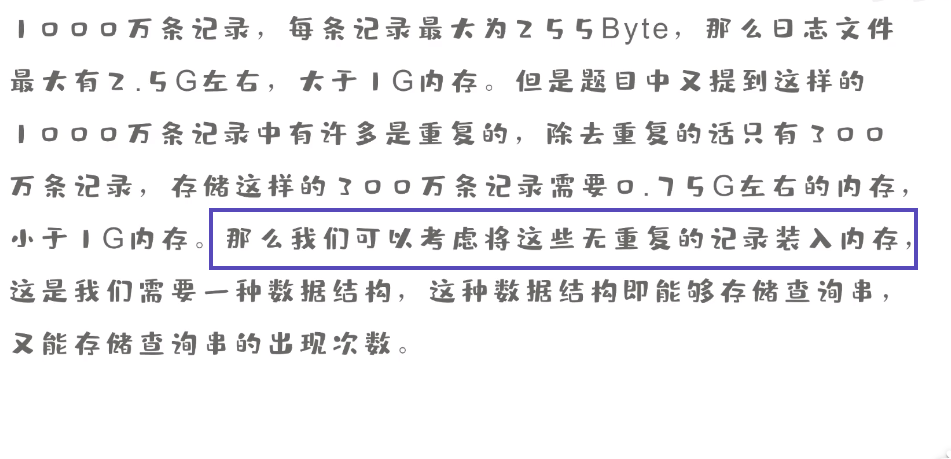 1000万条记录，每条记录最大为255Byte，那么日志文件
最大有2.5G左右，大于1G内存。但是题目中又提到这样的
1000万条记录中有许多是重复的，除去重复的话只有300
万条记录，存储这样的300万条记录需要0.75G左右的内存，
小于1G内存。那么我们可以考虑将这些无重复的记录装入内存，
这是我们需要一种数据结构，这种数据结构即能够存储查询串，
又能存储查询串的出现次数。